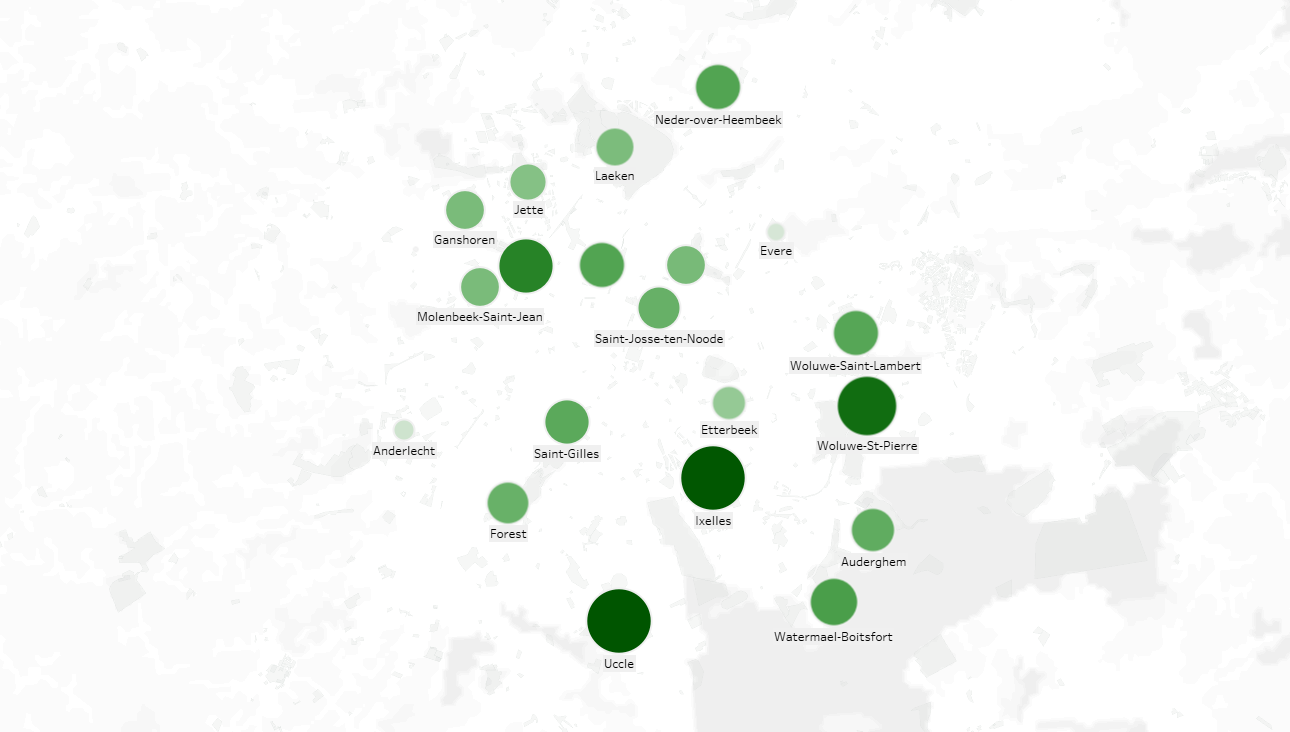 Neder-over-Heembeek
Laeken
Jette
Ganshoren
Evere
Molenbeek-Saint-Jean
Saint-Josse-ten-Noode
Woluwe-Saint-Lambert
Etterbeek
Woluwe-St-Pierre
Anderlecht
Saint-Gilles
Ixelles
Forest
Auderghem
Watermael-Boitsfort
Uccle